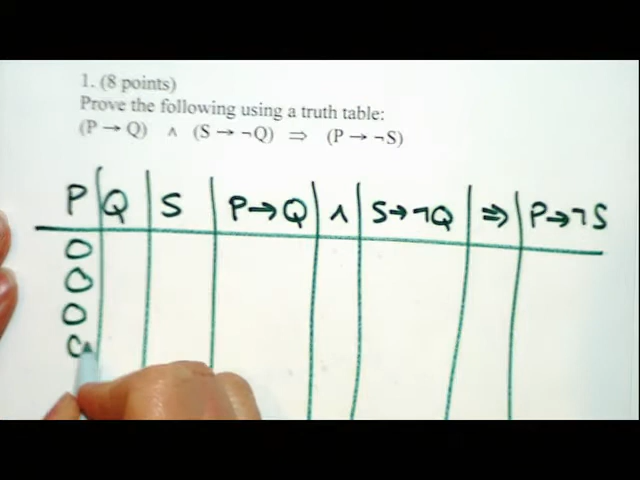 1. (8 points)
Prove the following using a truth table:
(P → Q) ∧ (S → ¬Q) ⇒ (P → ¬S)
P Q S P→Q ∧ S→¬Q ⇒ P→¬S
0
0
0
0